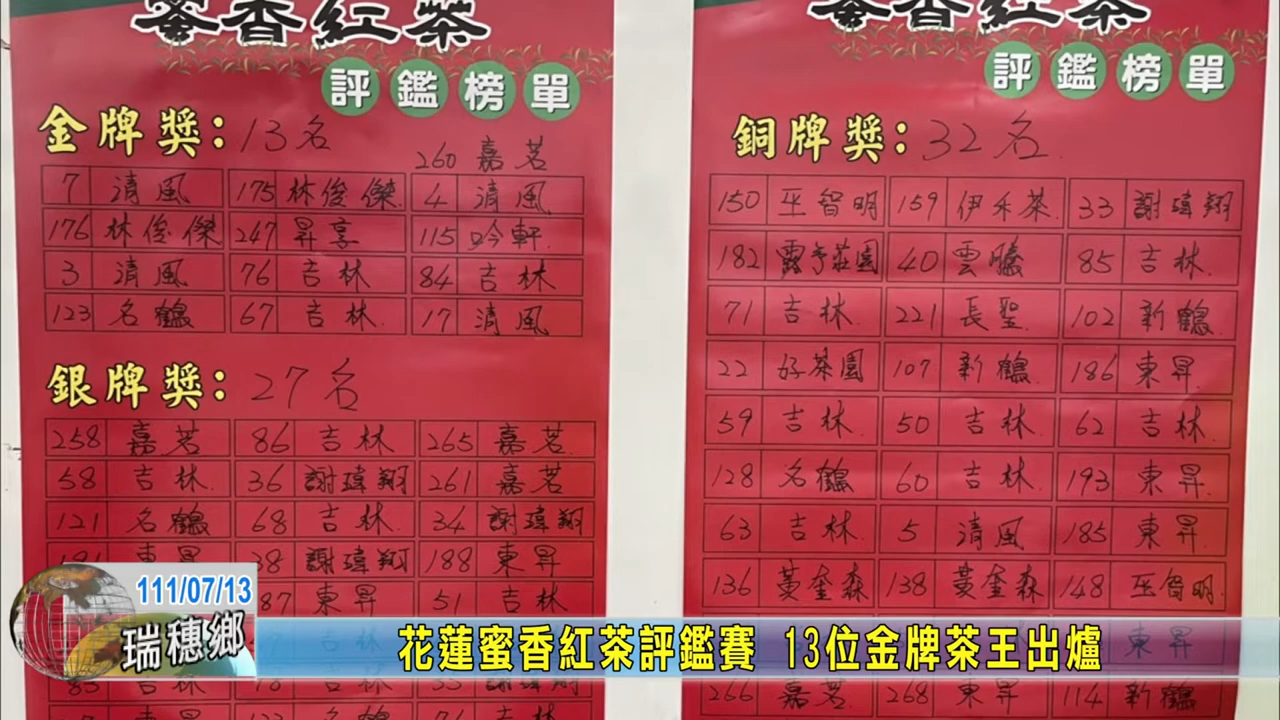 蜜香紅茶
評鑑榜單
金牌獎:13名
260 嘉茗
7 清風 175 林俊傑 4 清風
176 林俊傑 247 昇享 115 吟軒
3 清風 76 吉林 84 吉林
123 名鶴 67 吉林 17 清風
銀牌獎:27名
258 嘉茗 86 吉林 265 嘉茗
58 吉林 36 謝瑋翔 261 嘉茗
121 名鶴 68 吉林 34 謝瑋翔
東昇 38 謝瑋翔 188 東昇
87 東昇 51 吉林
蜜香紅茶
評鑑榜單
銅牌獎:32名
150 巫智明 159 伊禾茶 33 謝瑋翔
182 40 雲騰 85 吉林
71 吉林 221 長聖 102 新鶴
22 好茶園 107 新鶴 186 東昇
59 吉林 50 吉林 62 吉林
128 名鶴 60 吉林 193 東昇
63 吉林 5 清風 185 東昇
136 黃奎森 138 黃奎森 148 巫智明
東昇
266 嘉茗 268 東昇 114 新鶴
111/07/13
瑞穗鄉
花蓮蜜香紅茶評鑑賽 13位金牌茶王出爐